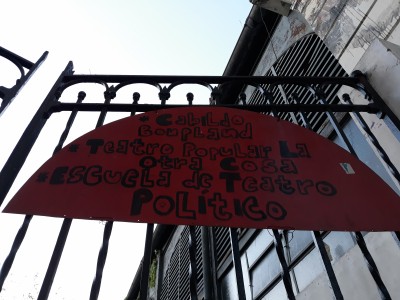 • Cabildo
Bonpland
• Teatro Popular La
Otra Cosa
• Escuela de Teatro
Político